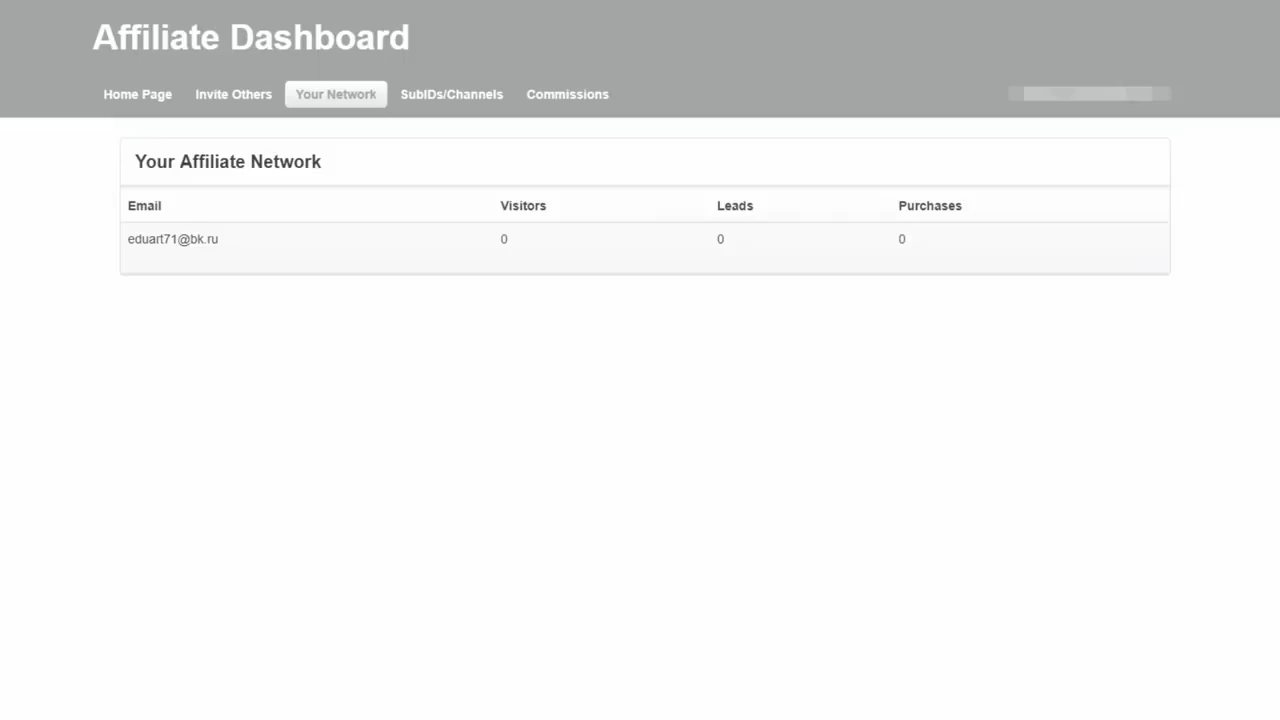 Affiliate Dashboard
Home Page Invite Others Your Network SubIDs/Channels Commissions
Your Affiliate Network
Email Visitors Leads Purchases
eduart71@bk.ru 0 0 0